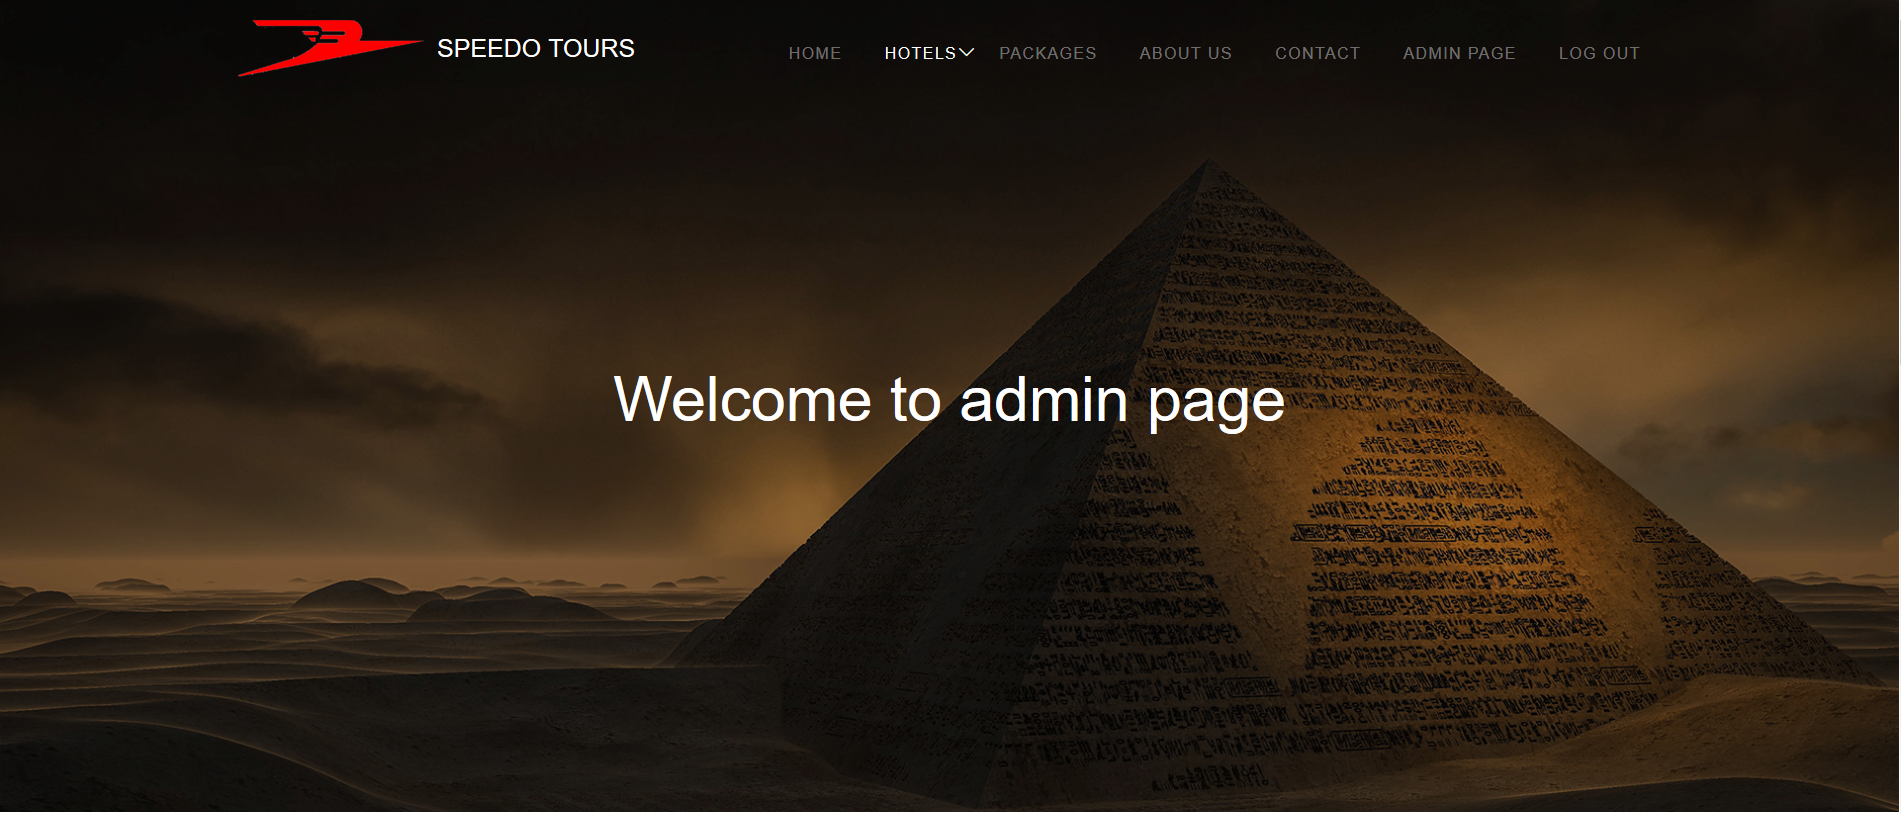 SPEEDO TOURS
HOME HOTELS PACKAGES ABOUT US CONTACT ADMIN PAGE LOG OUT
Welcome to admin page